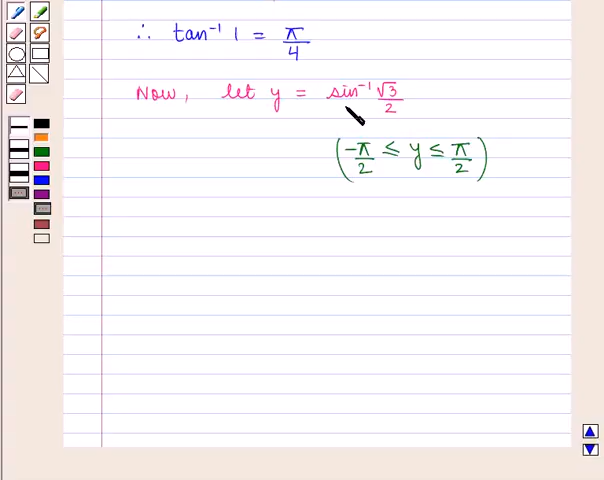 ∴ tan⁻¹ 1 = π/4
Now, let y = sin⁻¹ √3/2
(-π/2 ≤ y ≤ π/2)